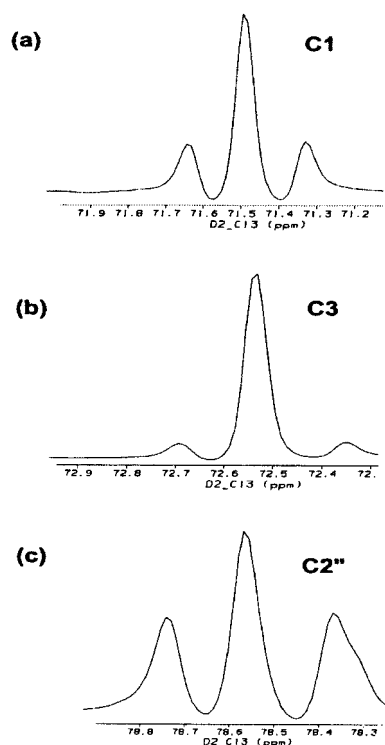 (a)
C1
71.9 71.8 71.7 71.6 71.5 71.4 71.3 71.2
D2_C13 (ppm)
(b)
C3
72.9 72.8 72.7 72.6 72.5 72.4 72.
D2_C13 (ppm)
(c)
C2"
78.8 78.7 78.6 78.5 78.4 78.3
D2 C13 (ppm)